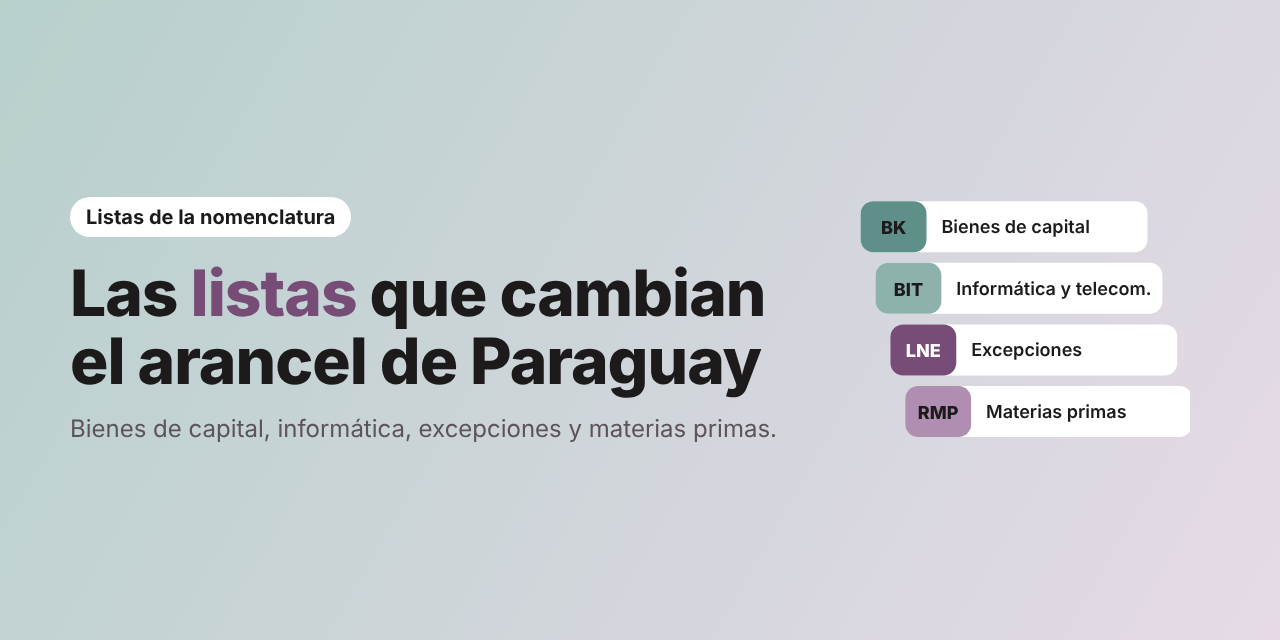 Listas de la nomenclatura
Las listas que cambian
el arancel de Paraguay
Bienes de capital, informática, excepciones y materias primas.
BK Bienes de capital
BIT Informática y telecom.
LNE Excepciones
RMP Materias primas